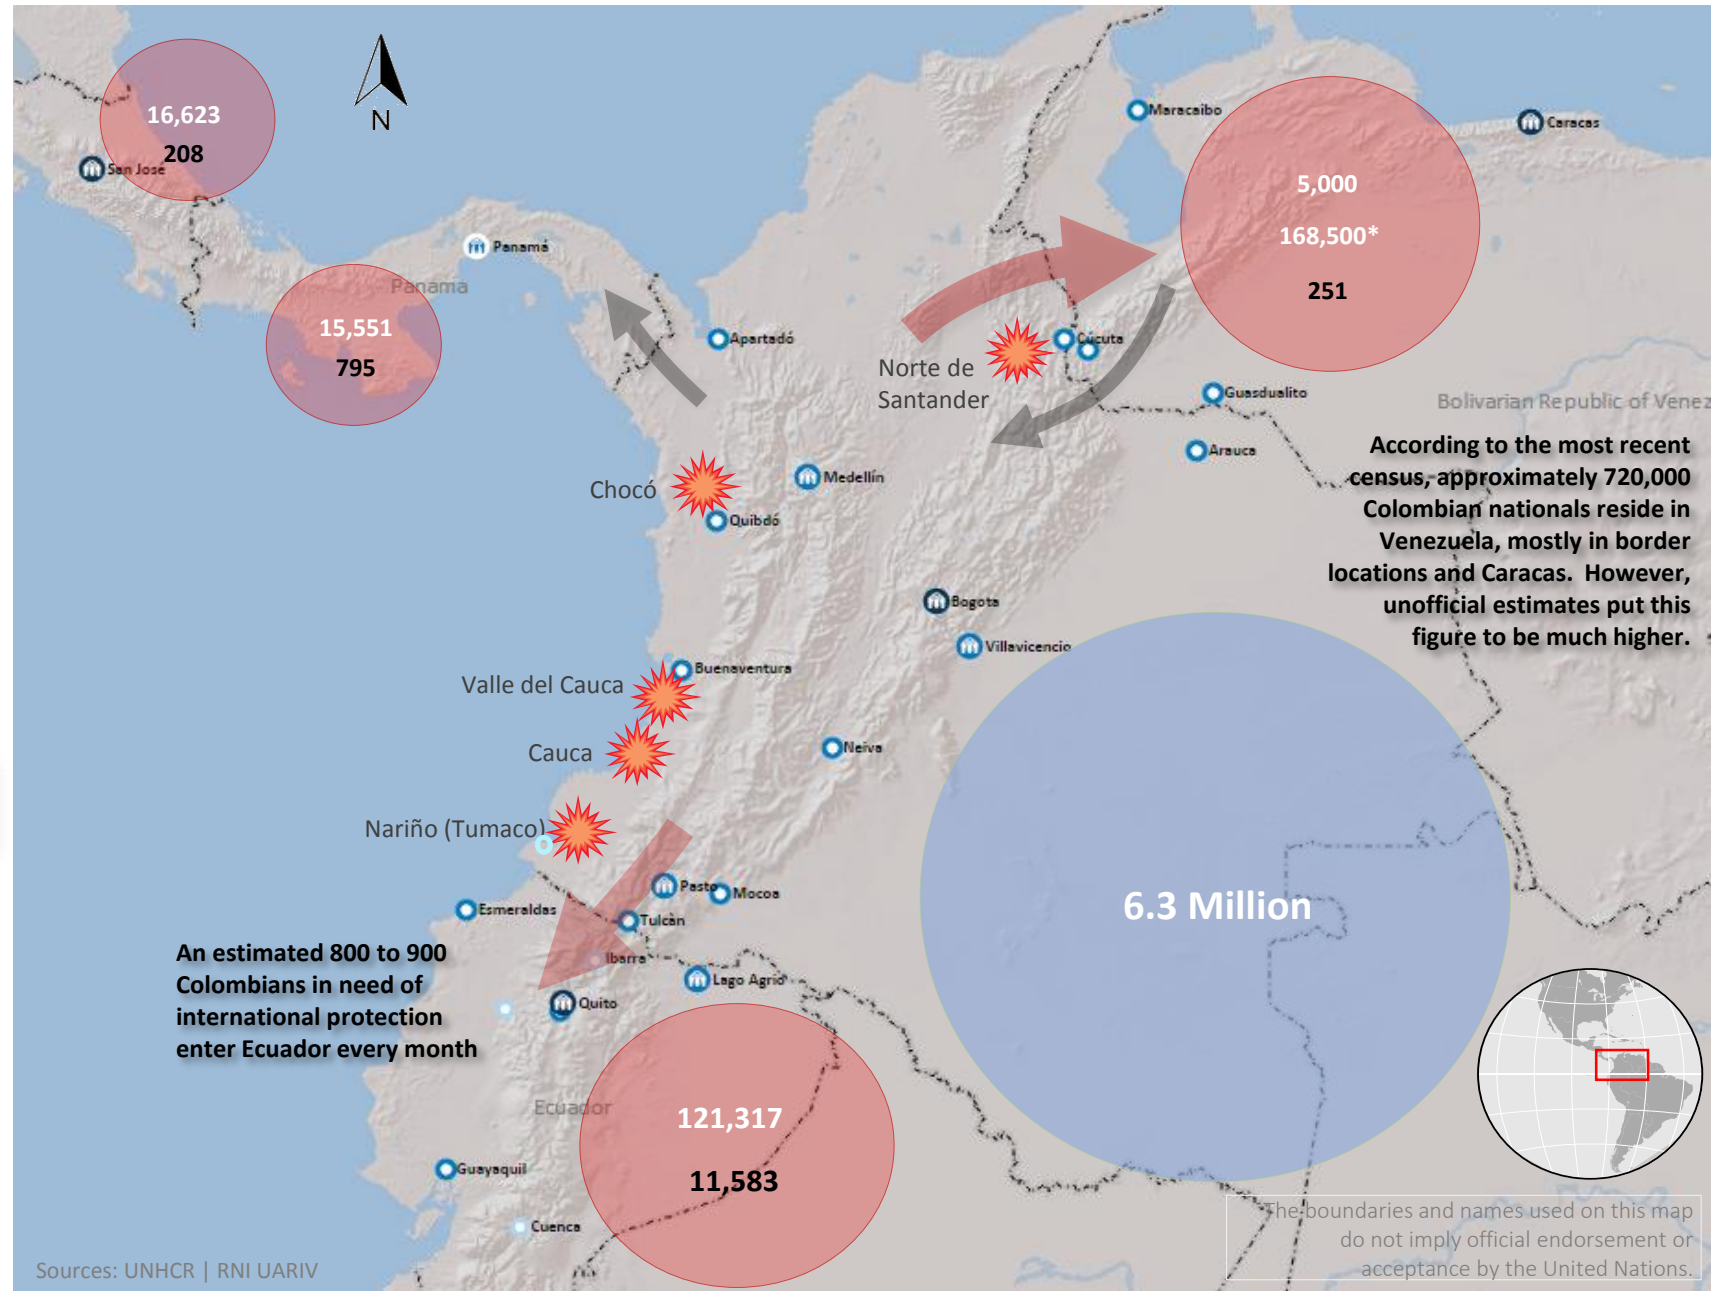 16,623
208
San José
N
Maracaibo
Caracas
5,000
168,500*
251
Panamá
Panama
15,551
795
Apartadó
Cúcuta
Norte de
Santander
Guasdualito
Bolivarian Republic of Venez
Arauca
According to the most recent
census, approximately 720,000
Colombian nationals reside in
Venezuela, mostly in border
locations and Caracas.  However,
unofficial estimates put this
figure to be much higher.
Chocó
Medellín
Quibdó
Bogota
Villavicencio
Buenaventura
Valle del Cauca
Cauca
Neiva
Nariño (Tumaco)
Pasto
Mocoa
Esmeraldas
Tulcàn
6.3 Million
An estimated 800 to 900
Colombians in need of
international protection
enter Ecuador every month
Ibarra
Lago Agrio
Quito
Ecuador
121,317
11,583
Guayaquil
Cuenca
The boundaries and names used on this map
do not imply official endorsement or
acceptance by the United Nations.
Sources: UNHCR | RNI UARIV